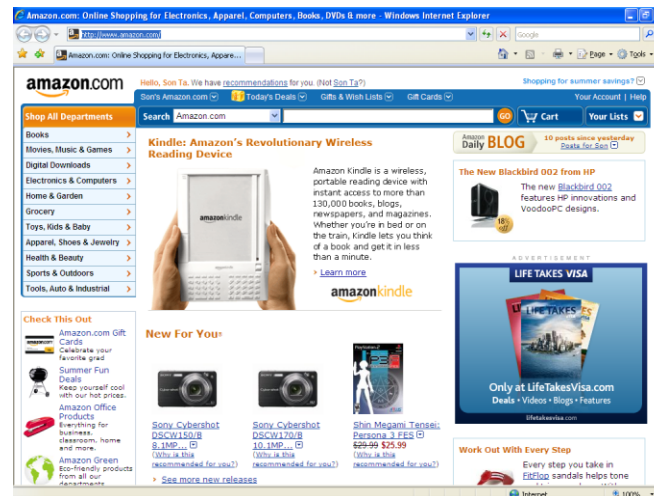 Amazon.com: Online Shopping for Electronics, Apparel, Computers, Books, DVDs & more - Windows Internet Explorer
http://www.amazon.com/
Google
Amazon.com: Online Shopping for Electronics, Appare...
Page
Tools
amazon.com
Hello, Son Ta. We have recommendations for you. (Not Son Ta?)
Shopping for summer savings?
Son's Amazon.com
Today's Deals
Gifts & Wish Lists
Gift Cards
Your Account | Help
Shop All Departments
Search
Amazon.com
GO
Cart
Your Lists
Books
Movies, Music & Games
Digital Downloads
Electronics & Computers
Home & Garden
Grocery
Toys, Kids & Baby
Apparel, Shoes & Jewelry
Health & Beauty
Sports & Outdoors
Tools, Auto & Industrial
Kindle: Amazon's Revolutionary Wireless
Reading Device
amazonkindle
Amazon Kindle is a wireless,
portable reading device with
instant access to more than
130,000 books, blogs,
newspapers, and magazines.
Whether you're in bed or on
the train, Kindle lets you think
of a book and get it in less
than a minute.
Learn more
amazonkindle
Amazon
Daily BLOG
10 posts since yesterday
Posts for Son
The New Blackbird 002 from HP
The new Blackbird 002
features HP innovations and
VoodooPC designs.
18%
off
ADVERTISEMENT
LIFE TAKES VISA
LIFE TAKES
Only at LifeTakesVisa.com
Deals • Videos • Blogs • Features
lifetakesvisa.com
Check This Out
Amazon.com Gift
Cards
Celebrate your
favorite grad
Summer Fun
Deals
Keep yourself cool
with our hot prices.
Amazon Office
Products
Everything for
business,
classroom, home
and more.
Amazon Green
Eco-friendly products
from all our
departments
New For You
Sony Cybershot
DSCW150/B
8.1MP...
(Why is this
recommended for you?)
Sony Cybershot
DSCW170/B
10.1MP...
(Why is this
recommended for you?)
Shin Megami Tensei:
Persona 3 FES
$29.99 $25.99
(Why is this
recommended for you?)
See more new releases
Work Out With Every Step
Every step you take in
FitFlop sandals helps tone
Internet
100%